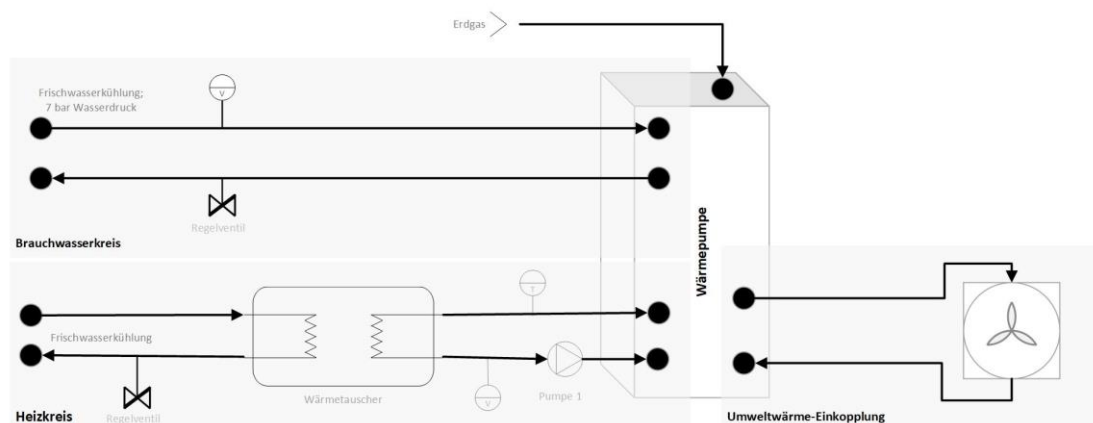 Erdgas
Frischwasserkühlung;
7 bar Wasserdruck
V
Regelventil
Brauchwasserkreis
Wärmepumpe
T
Frischwasserkühlung
Wärmetauscher
V
Pumpe 1
Regelventil
Heizkreis
Umweltwärme-Einkopplung